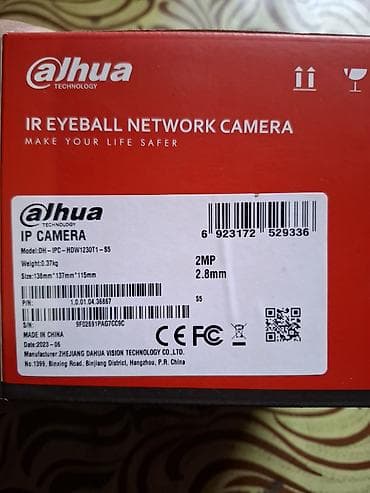 alhua
TECHNOLOGY
IR EYEBALL NETWORK CAMERA
MAKE YOUR LIFE SAFER
alhua
TECHNOLOGY
IP CAMERA
Model:DH-IPC-HDW1230T1-S5
Weight:0.37kg
Size:138mm*137mm*115mm
6 923172 529336
2MP
2.8mm
P/N: 1.0.01.04.36667
S5
S/N: 9F02691PAG7CC9C
MADE IN CHINA
Date:2023-06
CE FC
Manufacturer:ZHEJIANG DAHUA VISION TECHNOLOGY CO.,LTD.
No.1399, Binxing Road, Binjiang District, Hangzhou, P.R. China